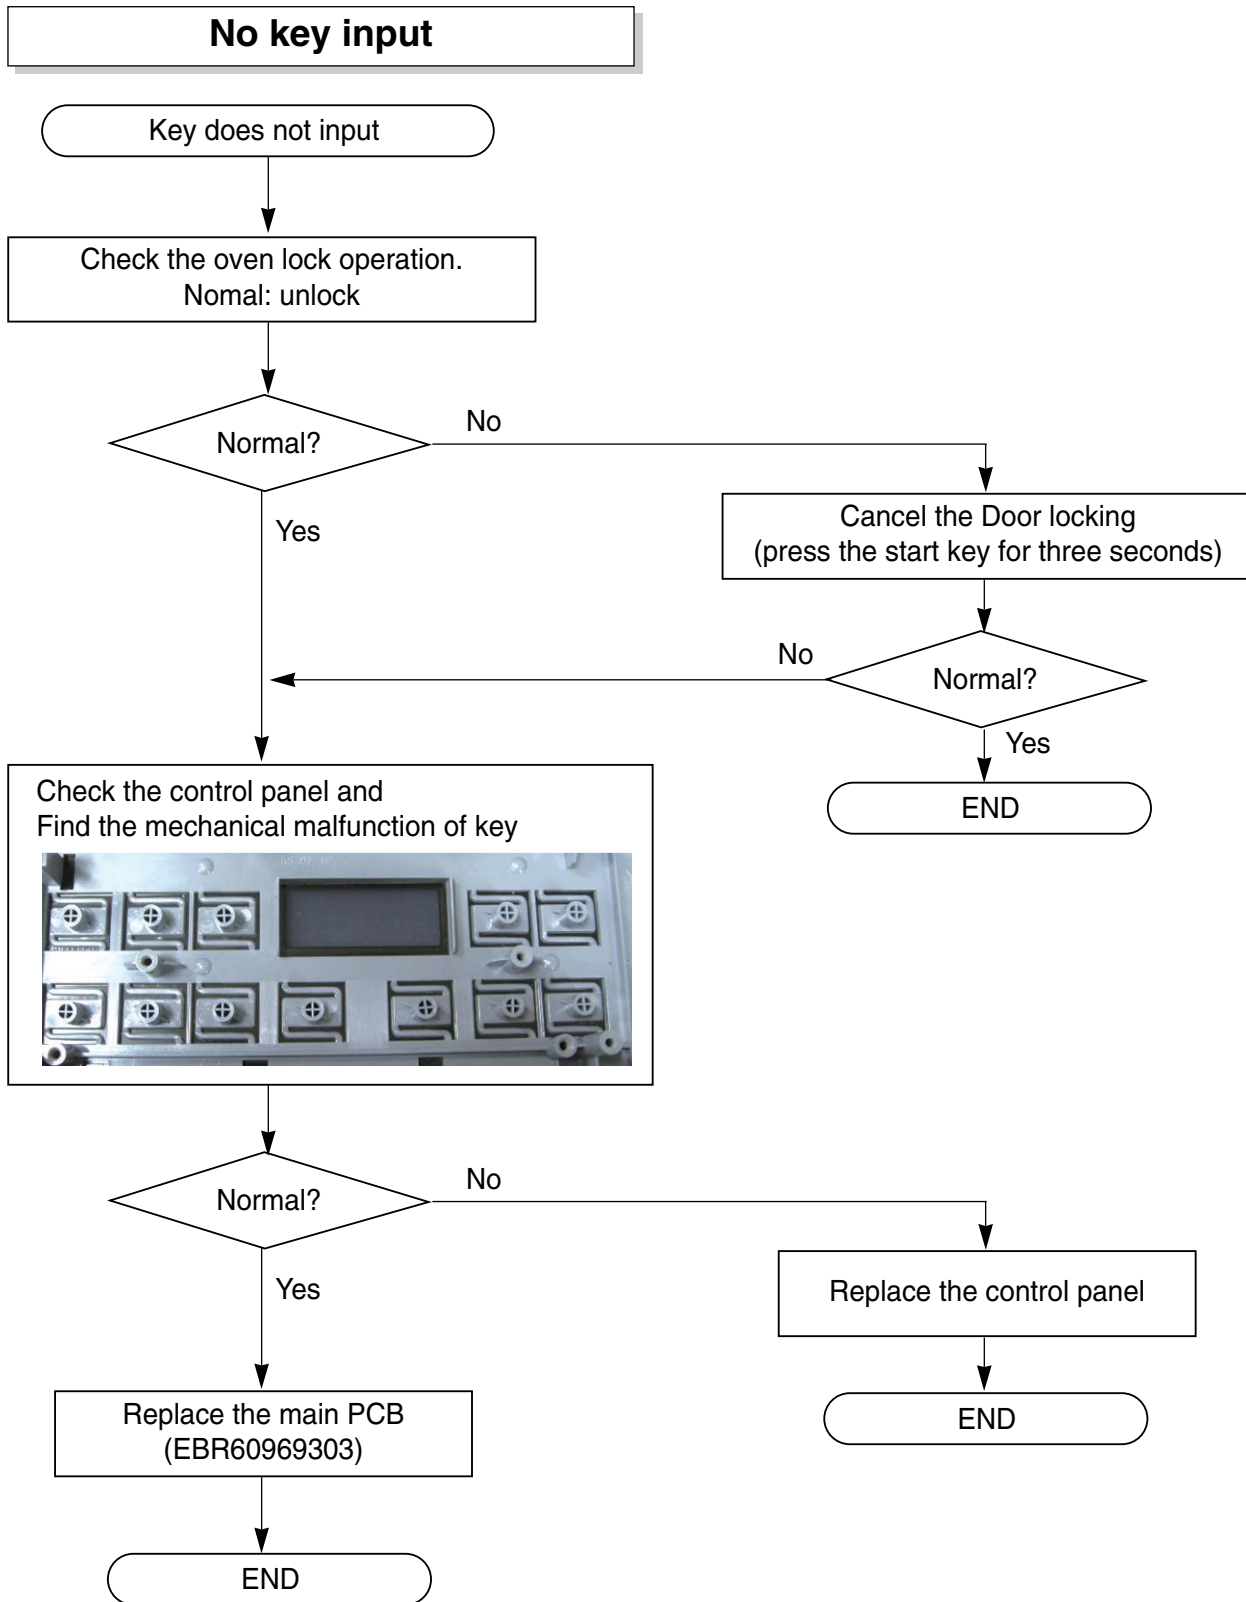 No key input
Key does not input
Check the oven lock operation.
Nomal: unlock
Normal?
No
Yes
Cancel the Door locking
(press the start key for three seconds)
Normal?
No
Yes
END
Check the control panel and
Find the mechanical malfunction of key
Normal?
No
Yes
Replace the control panel
END
Replace the main PCB
(EBR60969303)
END